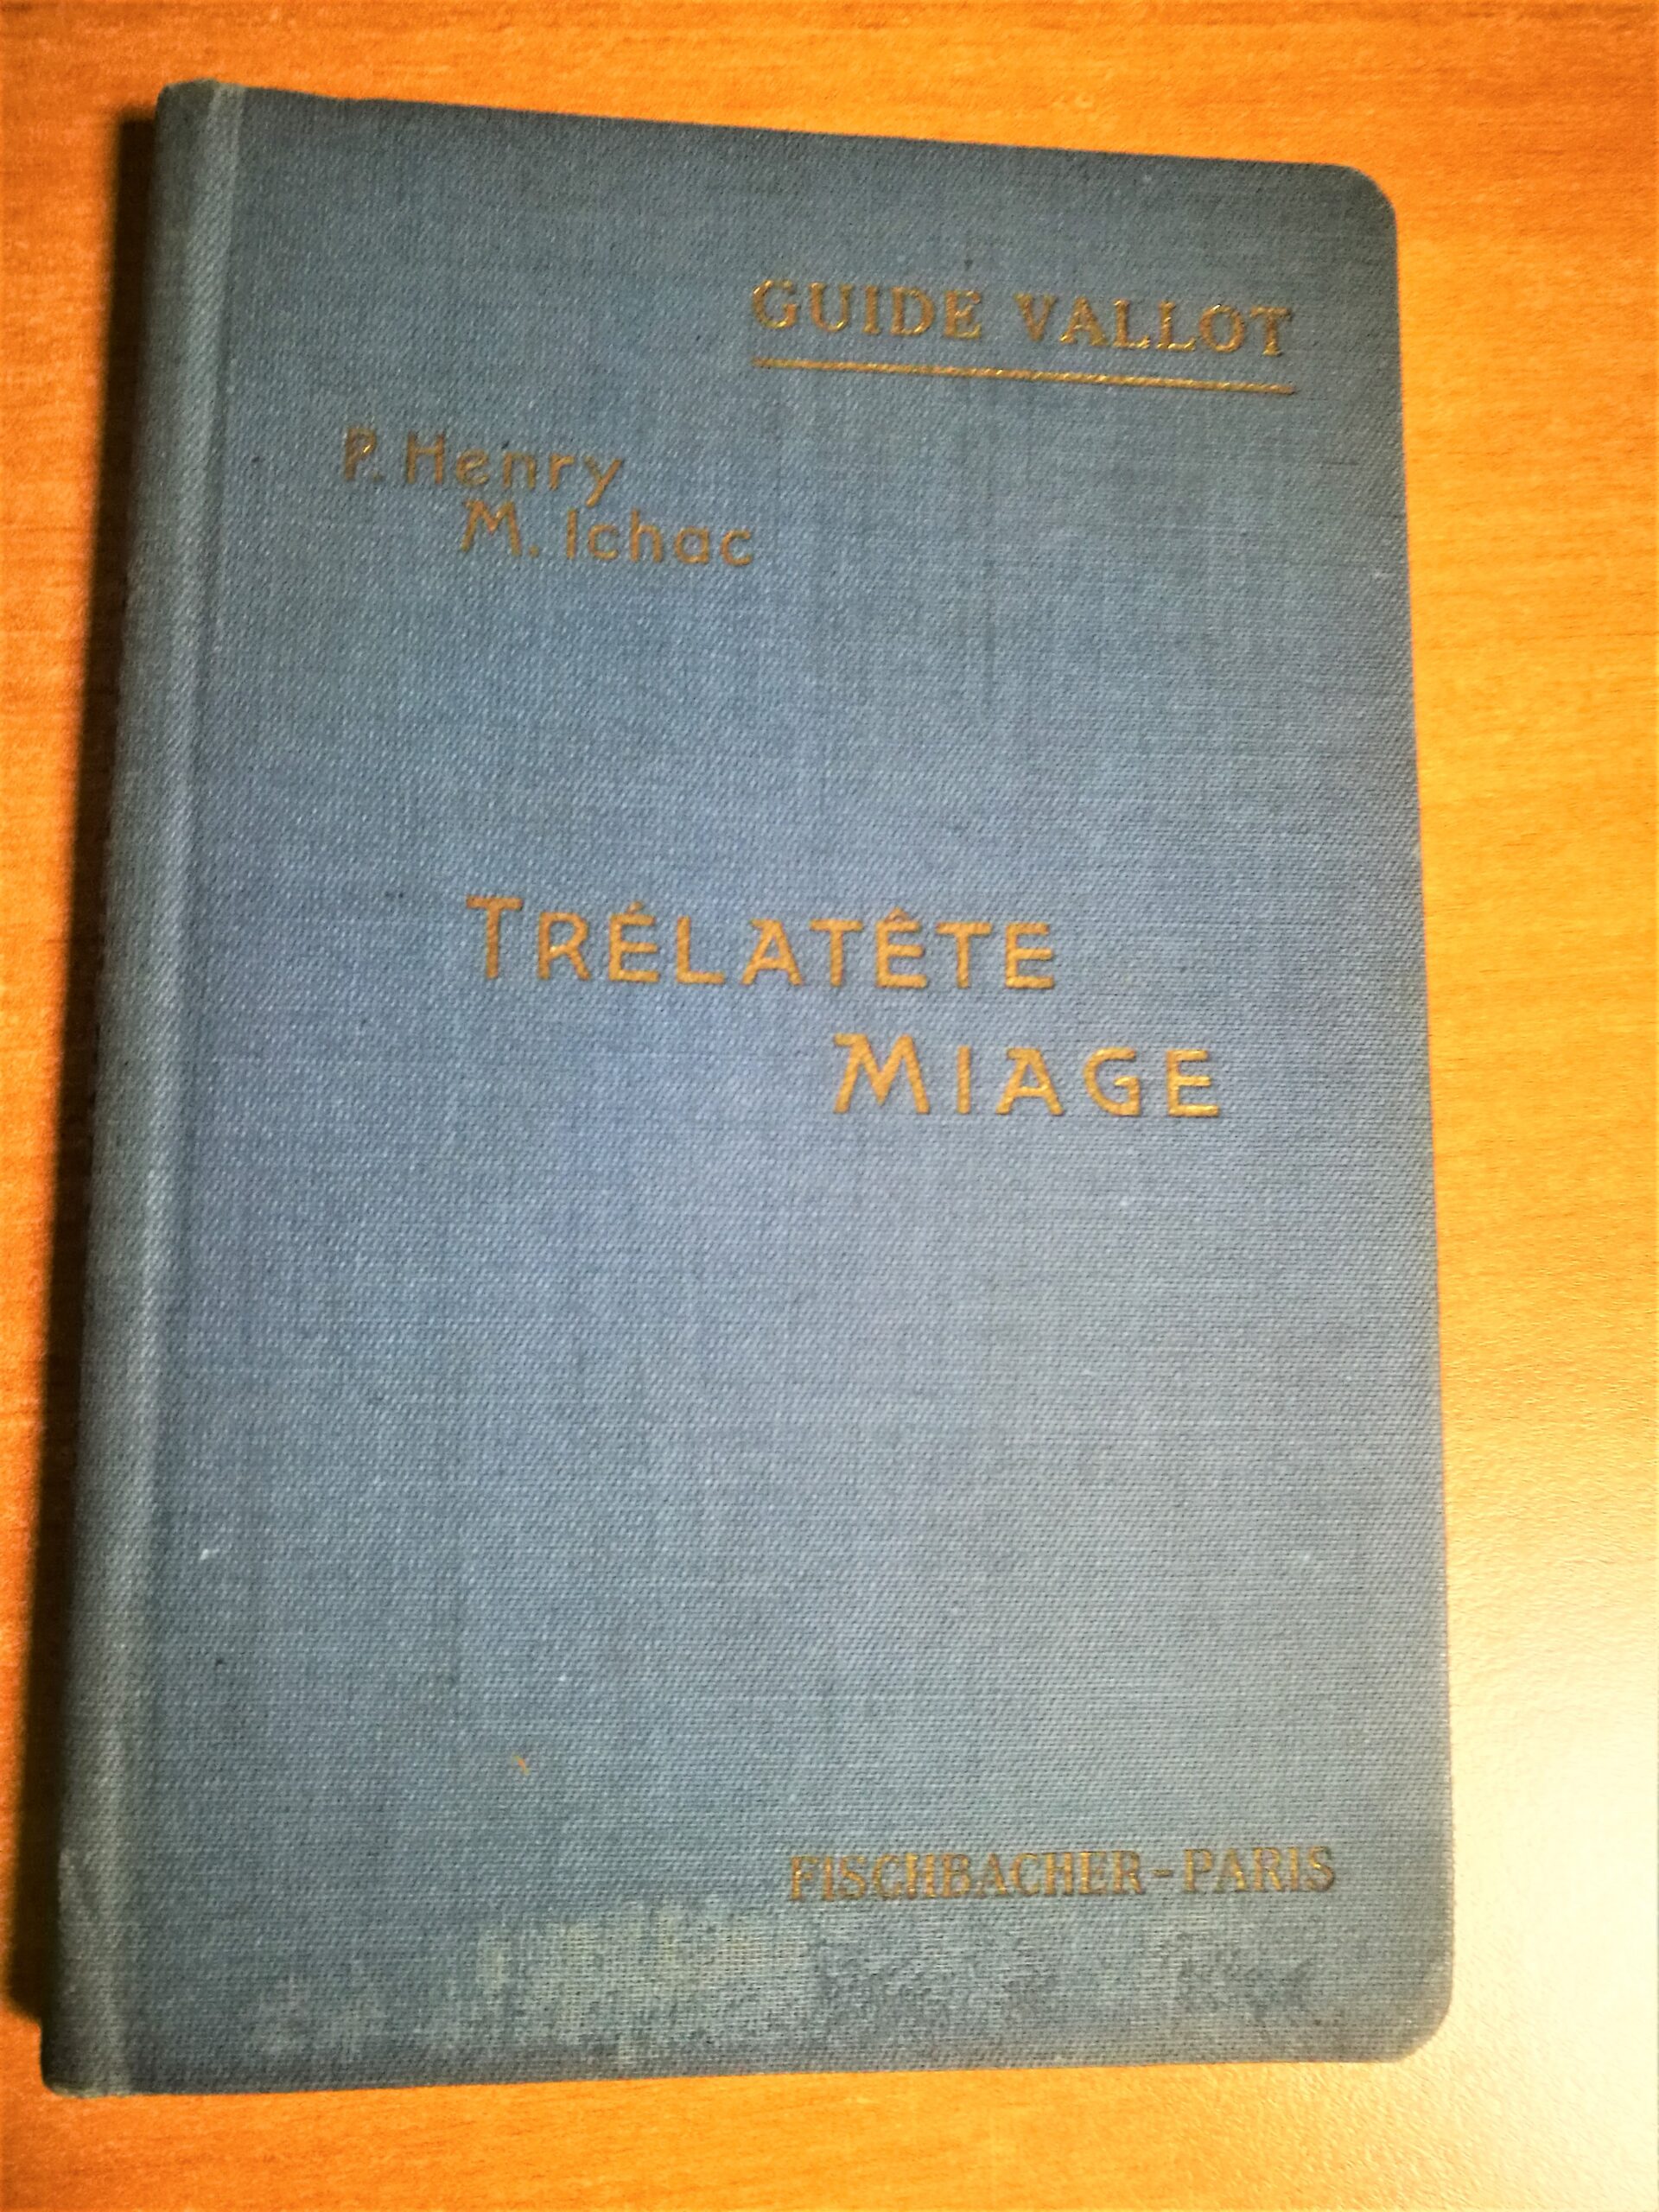 GUIDE VALLOT
P. Henry
M. Ichac
TRÉLATÊTE
MIAGE
FISCHBACHER - PARIS